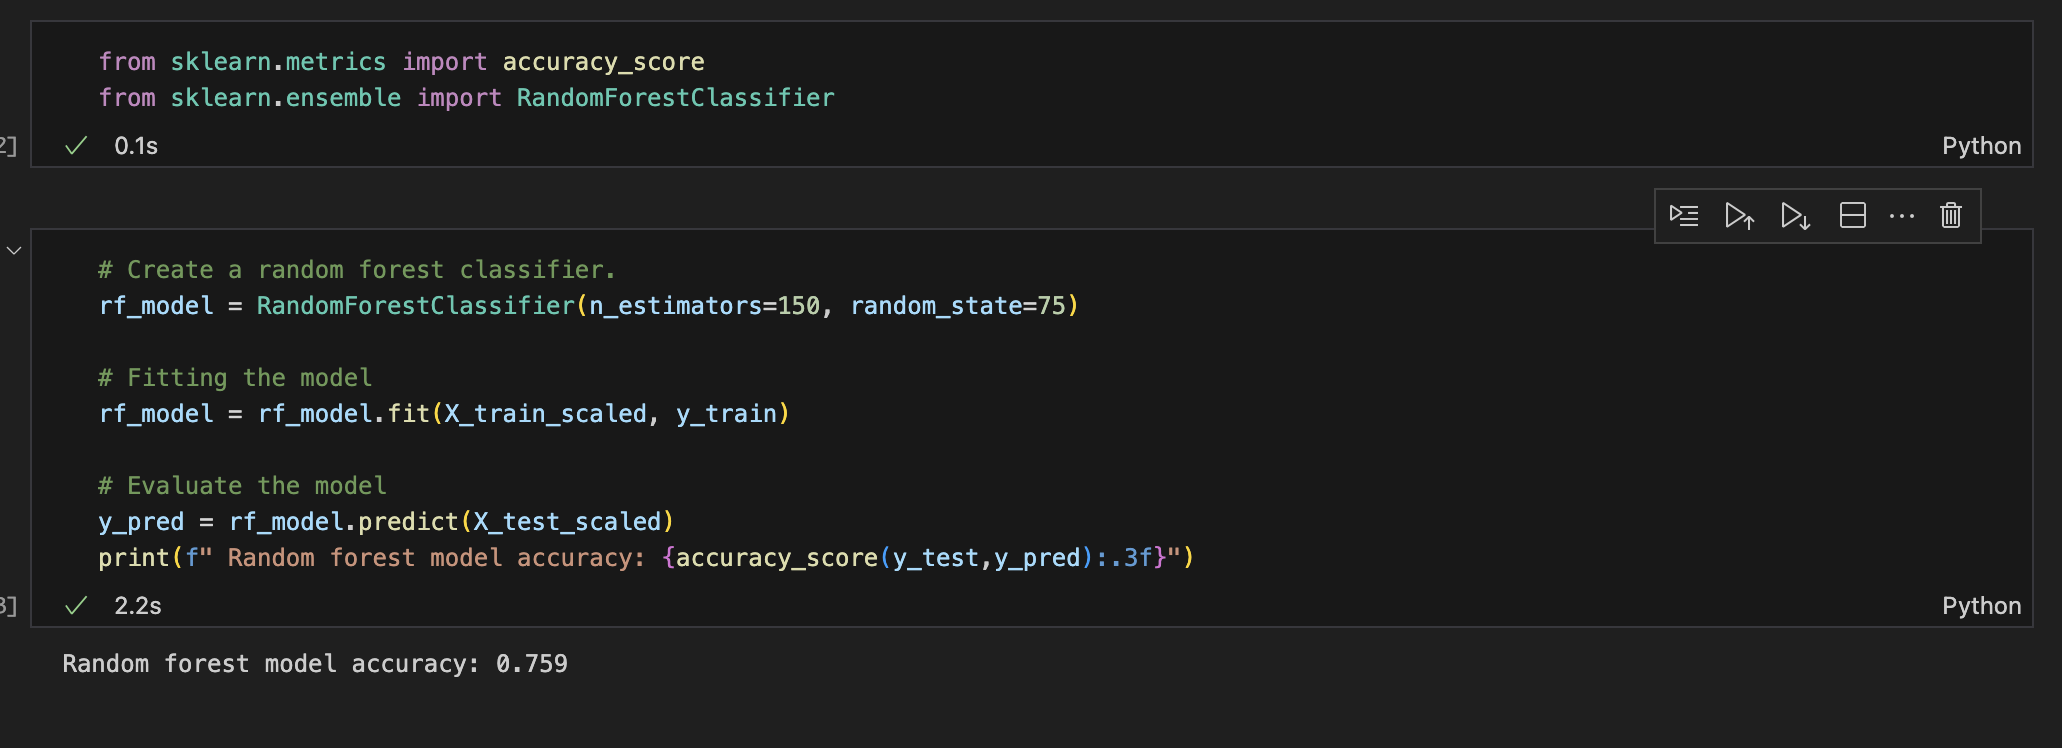 from sklearn.metrics import accuracy_score
from sklearn.ensemble import RandomForestClassifier
2]
0.1s
Python
# Create a random forest classifier.
rf_model = RandomForestClassifier(n_estimators=150, random_state=75)
# Fitting the model
rf_model = rf_model.fit(X_train_scaled, y_train)
# Evaluate the model
y_pred = rf_model.predict(X_test_scaled)
print(f" Random forest model accuracy: {accuracy_score(y_test,y_pred):.3f}")
3]
2.2s
Python
Random forest model accuracy: 0.759